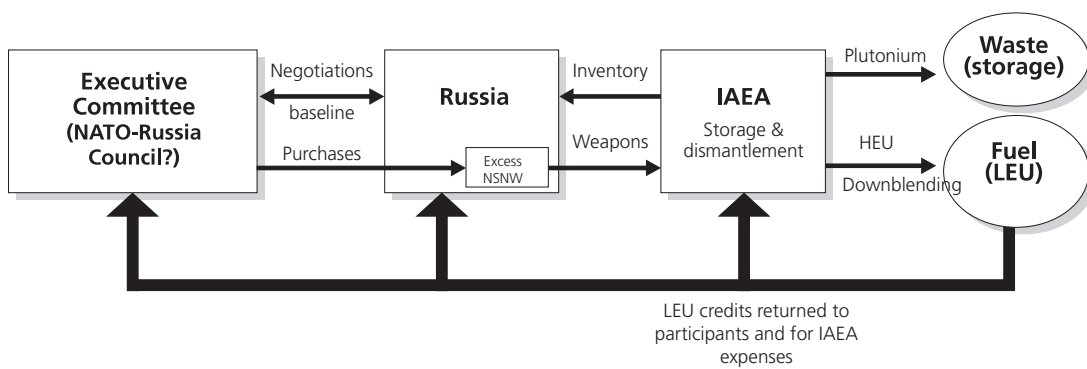 Executive
Committee
(NATO-Russia
Council?)
Negotiations
baseline
Purchases
Russia
Excess
NSNW
Inventory
Weapons
IAEA
Storage &
dismantlement
Plutonium
HEU
Downblending
Waste
(storage)
Fuel
(LEU)
LEU credits returned to
participants and for IAEA
expenses